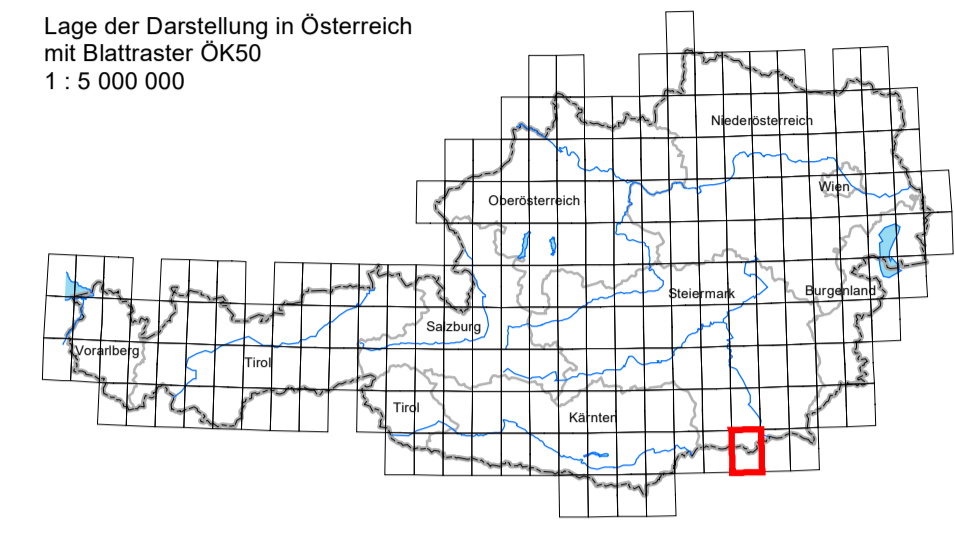 Lage der Darstellung in Österreich
mit Blattraster ÖK50
1 : 5 000 000
Niederösterreich
Wien
Oberösterreich
Steiermark
Burgenland
Salzburg
Vorarlberg
Tirol
Tirol
Kärnten